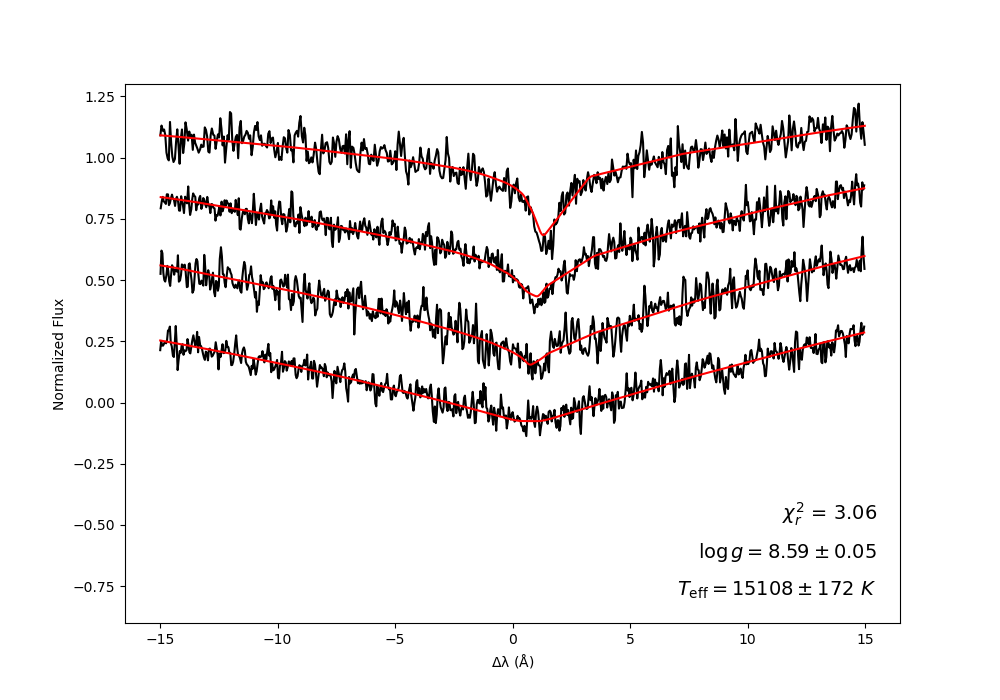 1.25
1.00
0.75
0.50
0.25
0.00
−0.25
−0.50
−0.75
Normalized Flux
χ²ᵣ = 3.06
log g = 8.59 ± 0.05
T_eff = 15108 ± 172 K
−15 −10 −5 0 5 10 15
Δλ (Å)